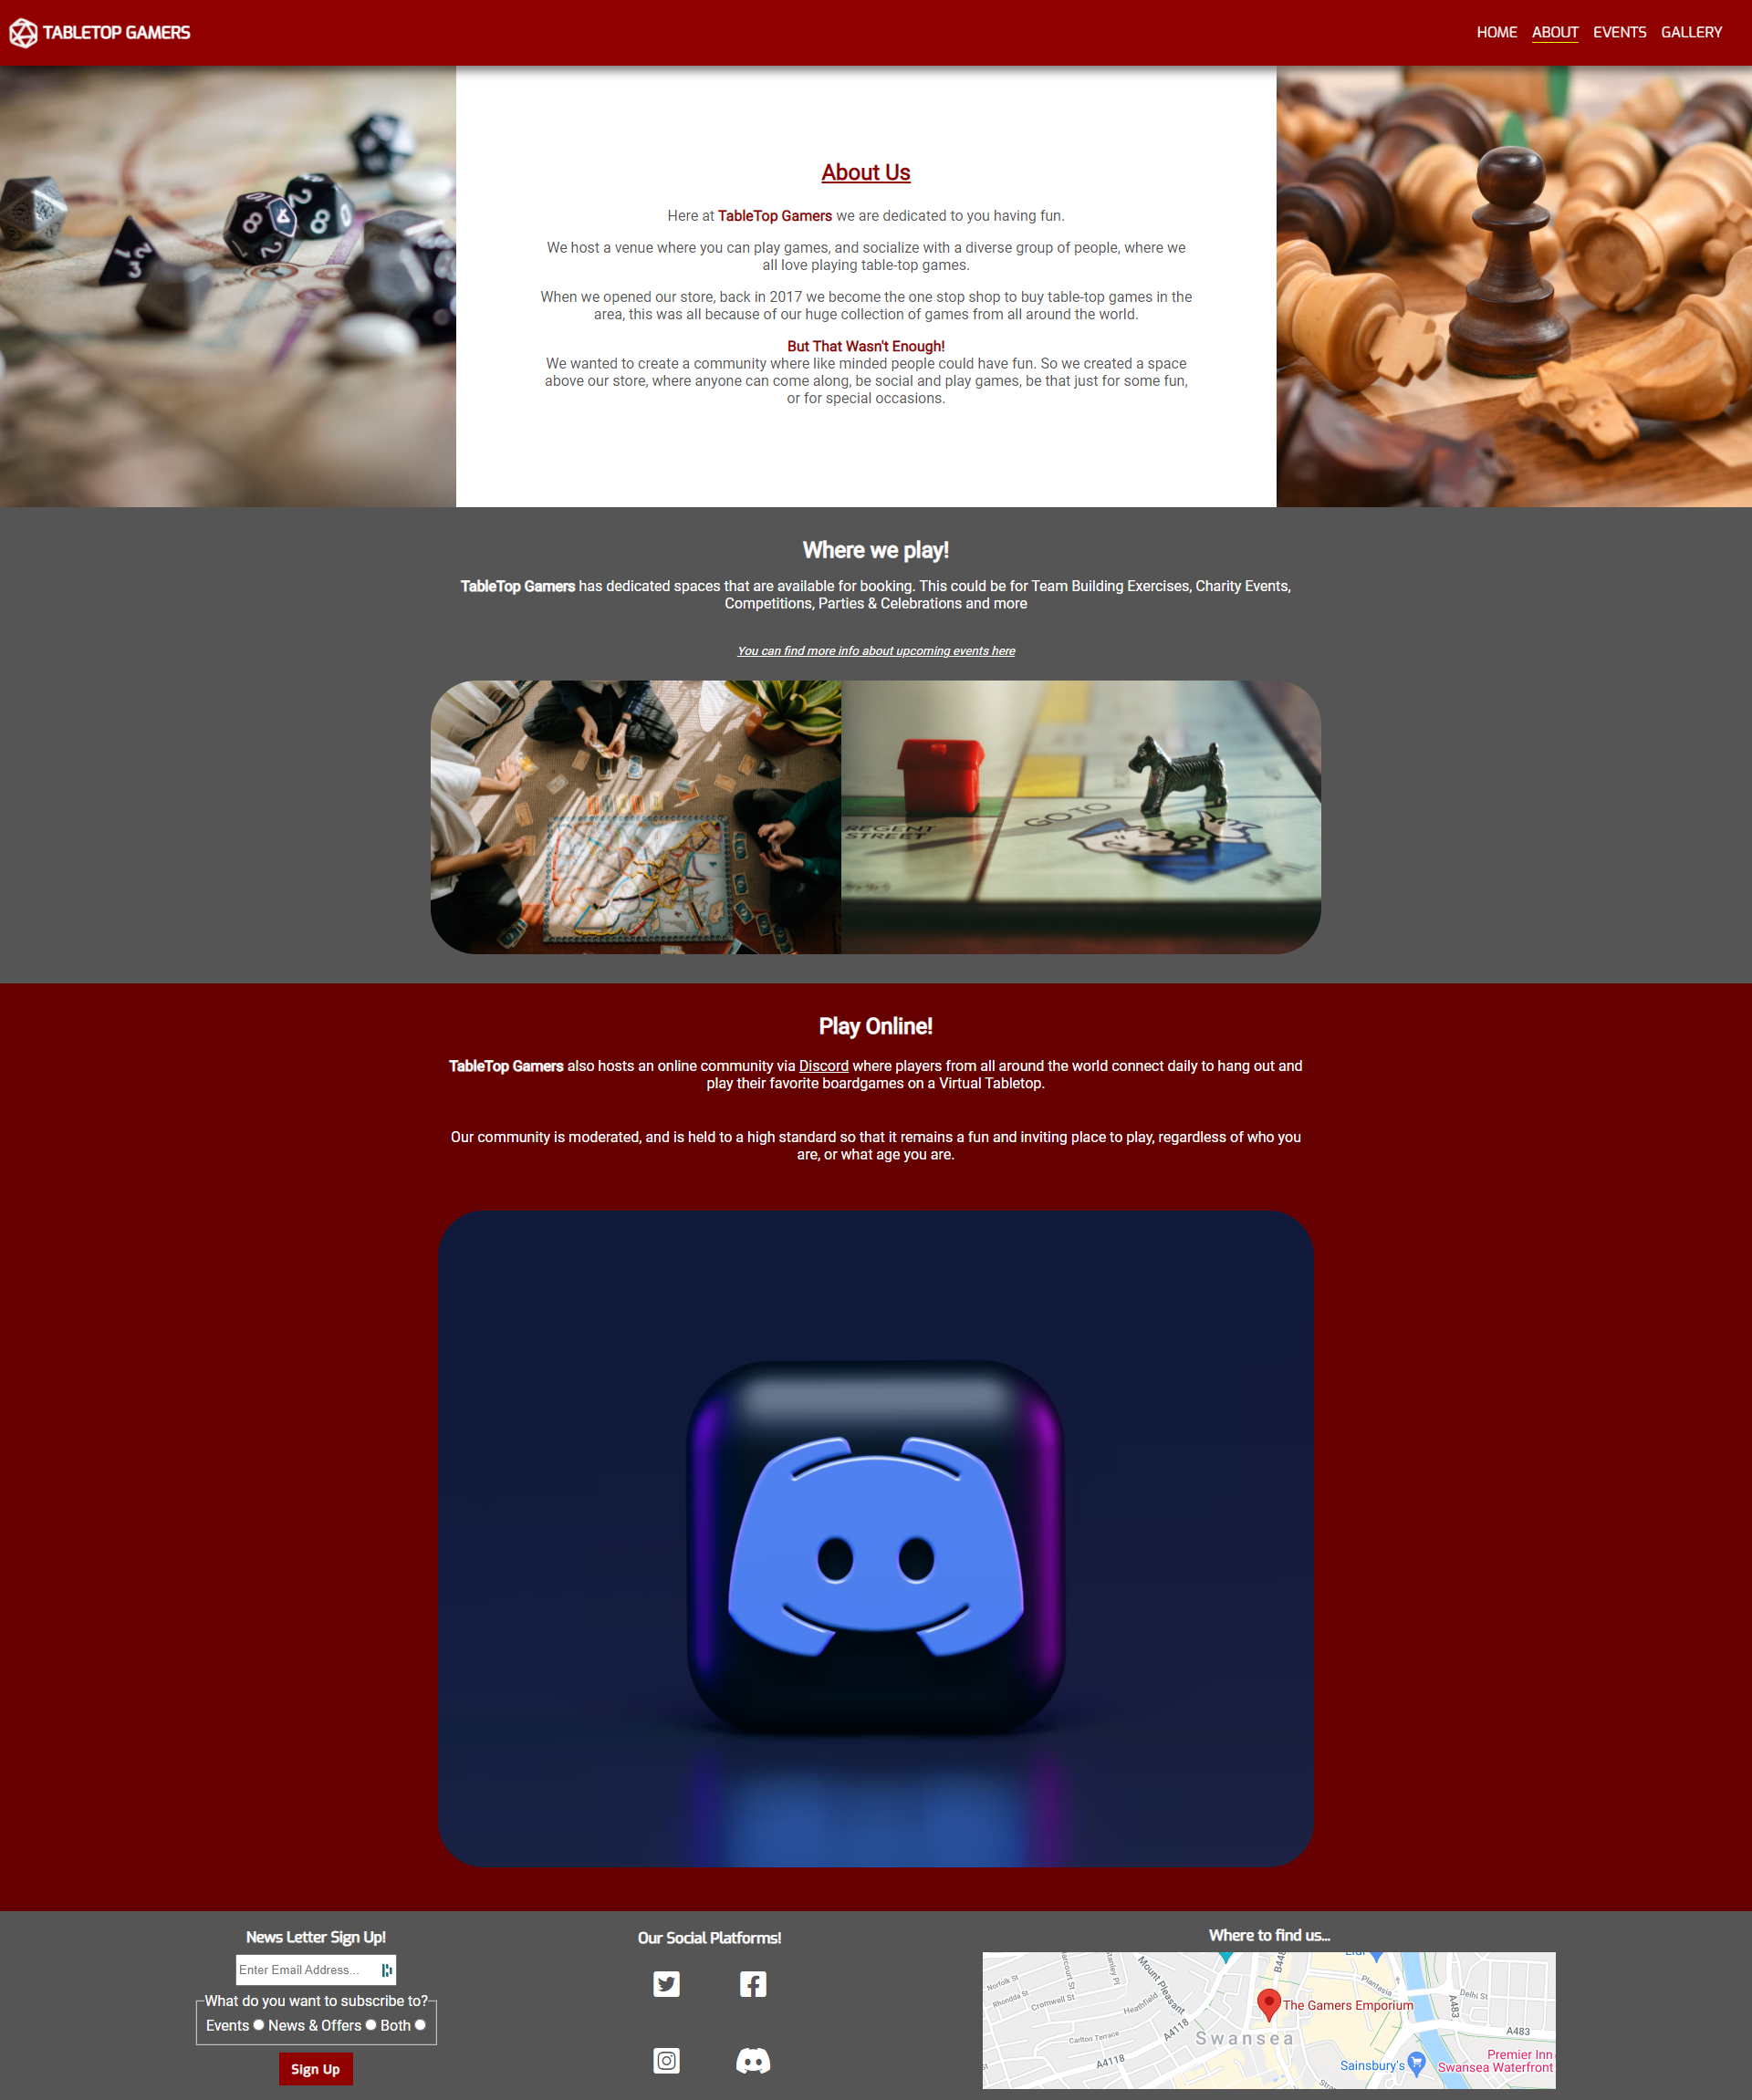 TABLETOP GAMERS
HOME ABOUT EVENTS GALLERY
About Us
Here at TableTop Gamers we are dedicated to you having fun.
We host a venue where you can play games, and socialize with a diverse group of people, where we
all love playing table-top games.
When we opened our store, back in 2017 we become the one stop shop to buy table-top games in the
area, this was all because of our huge collection of games from all around the world.
But That Wasn't Enough!
We wanted to create a community where like minded people could have fun. So we created a space
above our store, where anyone can come along, be social and play games, be that just for some fun,
or for special occasions.
Where we play!
TableTop Gamers has dedicated spaces that are available for booking. This could be for Team Building Exercises, Charity Events,
Competitions, Parties & Celebrations and more
You can find more info about upcoming events here
REGENT
STREET
GO TO
Play Online!
TableTop Gamers also hosts an online community via Discord where players from all around the world connect daily to hang out and
play their favorite boardgames on a Virtual Tabletop.
Our community is moderated, and is held to a high standard so that it remains a fun and inviting place to play, regardless of who you
are, or what age you are.
News Letter Sign Up!
Enter Email Address...
What do you want to subscribe to?
Events News & Offers Both
Sign Up
Our Social Platforms!
Where to find us...
Norfolk St
Rhondda St
Cromwell St
Stanley Pl
Mount Pleasant
Heathfield
Carlton Terrace
A4118
A4118
B448
Plantasia
A483
Delhi St
A483
The Gamers Emporium
Swansea
Sainsbury's
Premier Inn
Swansea Waterfront